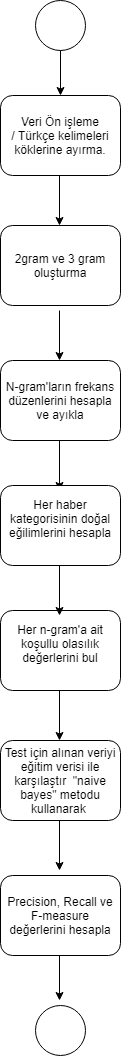 Veri Ön işleme
/ Türkçe kelimeleri
köklerine ayırma.
2gram ve 3 gram
oluşturma
N-gram'ların frekans
düzenlerini hesapla
ve ayıkla
Her haber
kategorisinin doğal
eğilimlerini hesapla
Her n-gram'a ait
koşullu olasılık
değerlerini bul
Test için alınan veriyi
eğitim verisi ile
karşılaştır "naive
bayes" metodu
kullanarak
Precision, Recall ve
F-measure
değerlerini hesapla